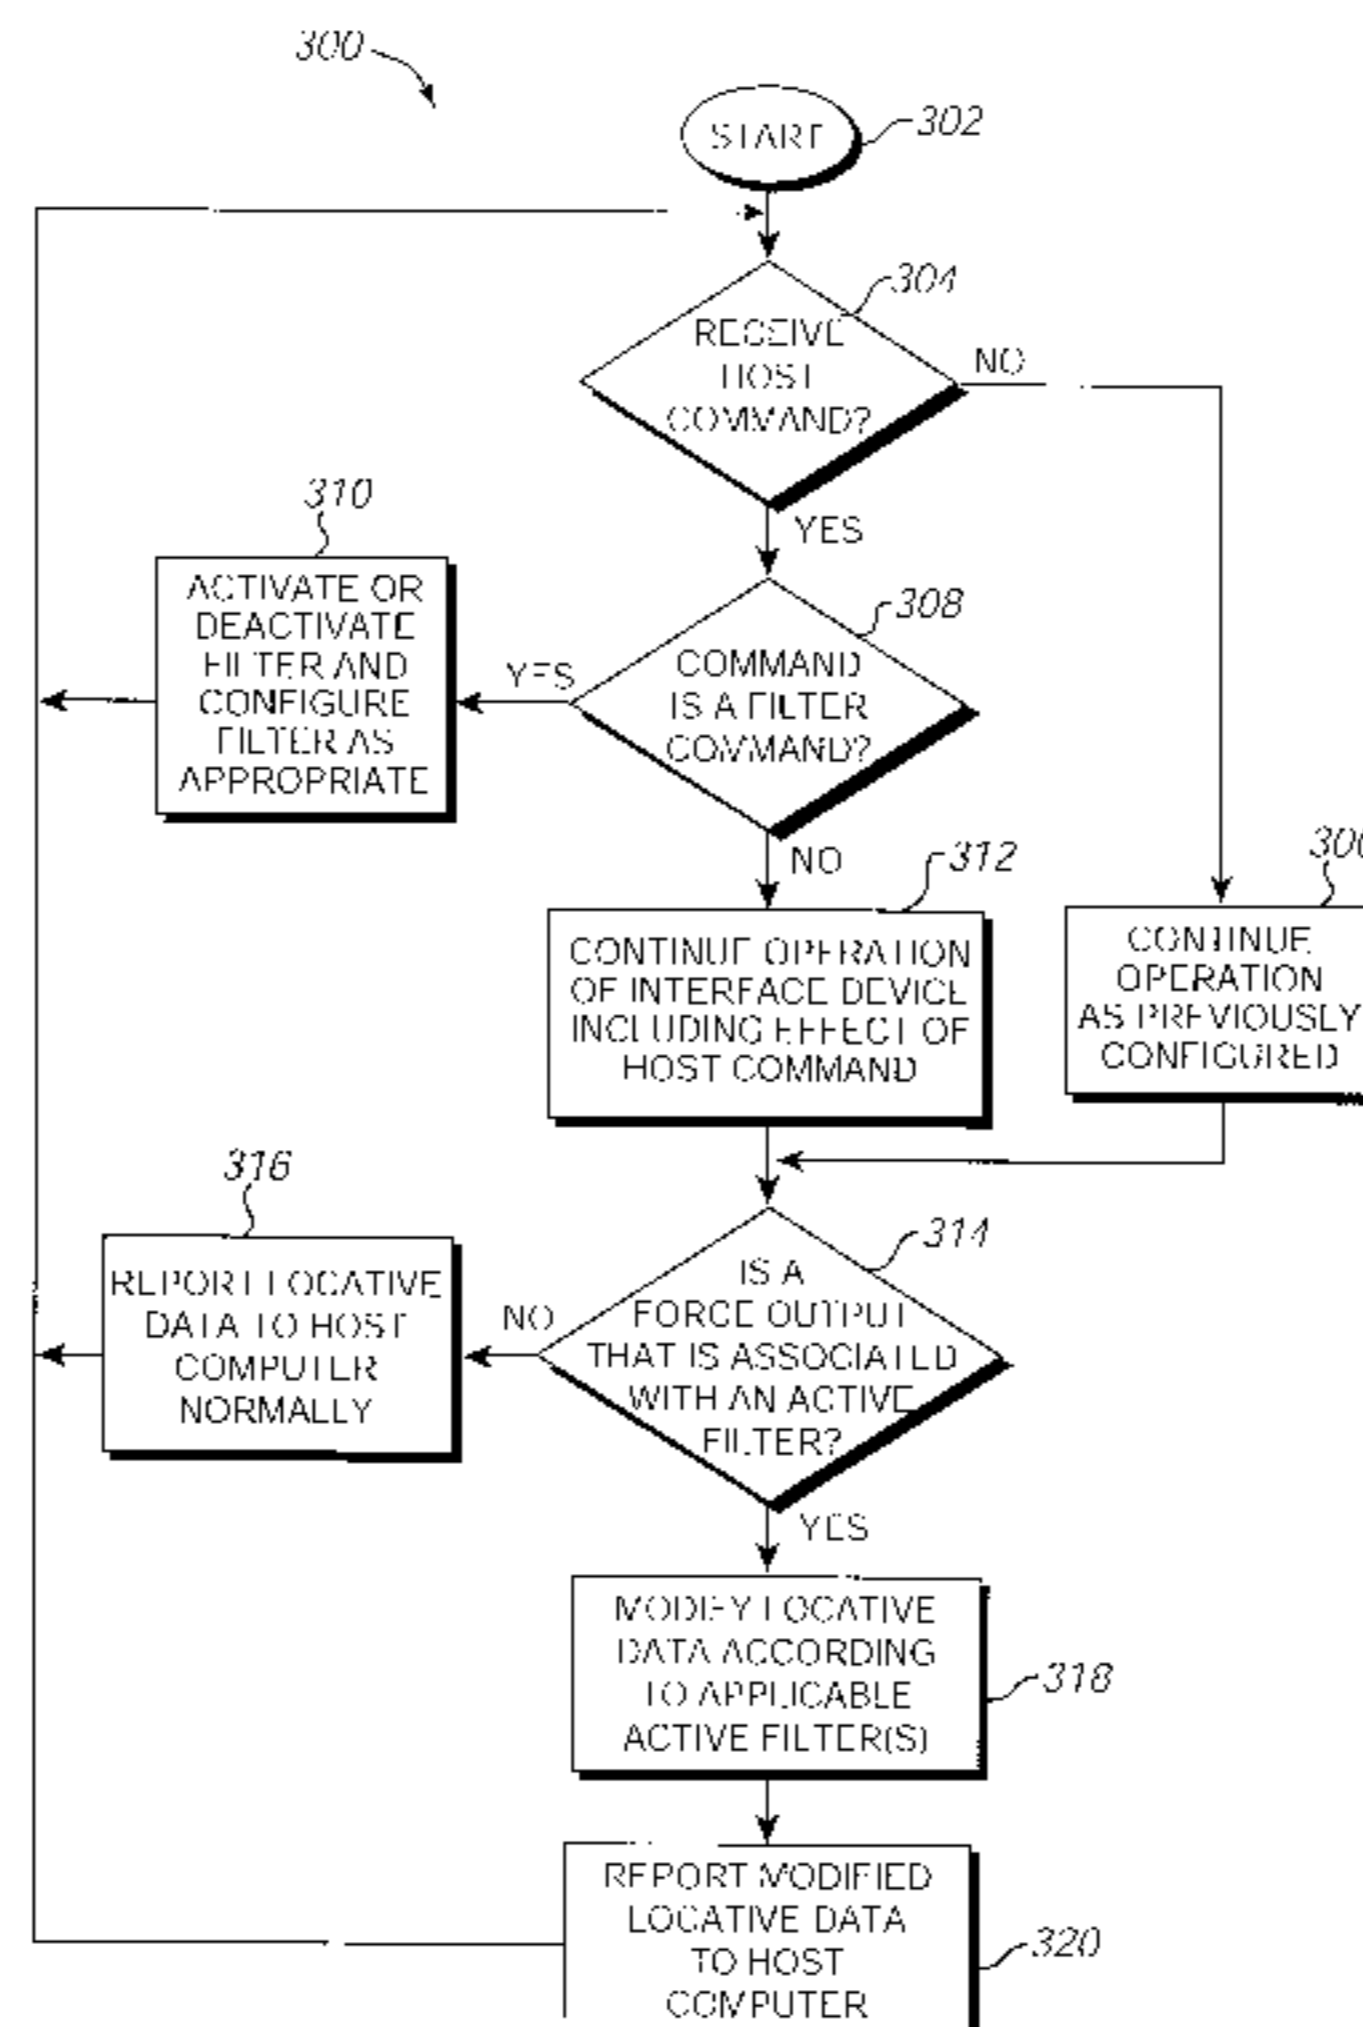 300
START
302
304
RECEIVE
HOST
COMMAND?
NO
YES
310
ACTIVATE OR
DEACTIVATE
FILTER AND
CONFIGURE
FILTER AS
APPROPRIATE
YES
308
COMMAND
IS A FILTER
COMMAND?
NO
312
CONTINUE OPERATION
OF INTERFACE DEVICE
INCLUDING EFFECT OF
HOST COMMAND
CONTINUE
OPERATION
AS PREVIOUSLY
CONFIGURED
316
REPORT LOCATIVE
DATA TO HOST
COMPUTER
NORMALLY
NO
314
IS A
FORCE OUTPUT
THAT IS ASSOCIATED
WITH AN ACTIVE
FILTER?
YES
MODIFY LOCATIVE
DATA ACCORDING
TO APPLICABLE
ACTIVE FILTER(S)
318
REPORT MODIFIED
LOCATIVE DATA
TO HOST
COMPUTER
320